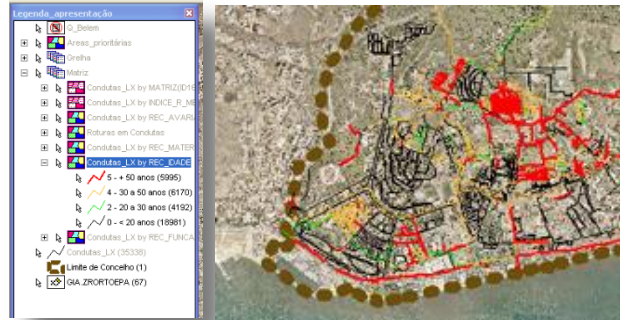 Legenda_apresentação
Q_Belem
Areas_prioritárias
Grelha
Matriz
Condutas_LX by MATRIZ(ID16
Condutas_LX by INDICE_R_ME
Condutas_LX by REC_AVARI
Roturas em Condutas
Condutas_LX by REC_MATER
Condutas_LX by REC_IDADE
5 - + 50 anos (5995)
4 - 30 a 50 anos (6170)
2 - 20 a 30 anos (4192)
0 - < 20 anos (18981)
Condutas_LX by REC_FUNCA
Condutas_LX (35338)
Limite de Concelho (1)
GIA.ZRORTOEPA (67)